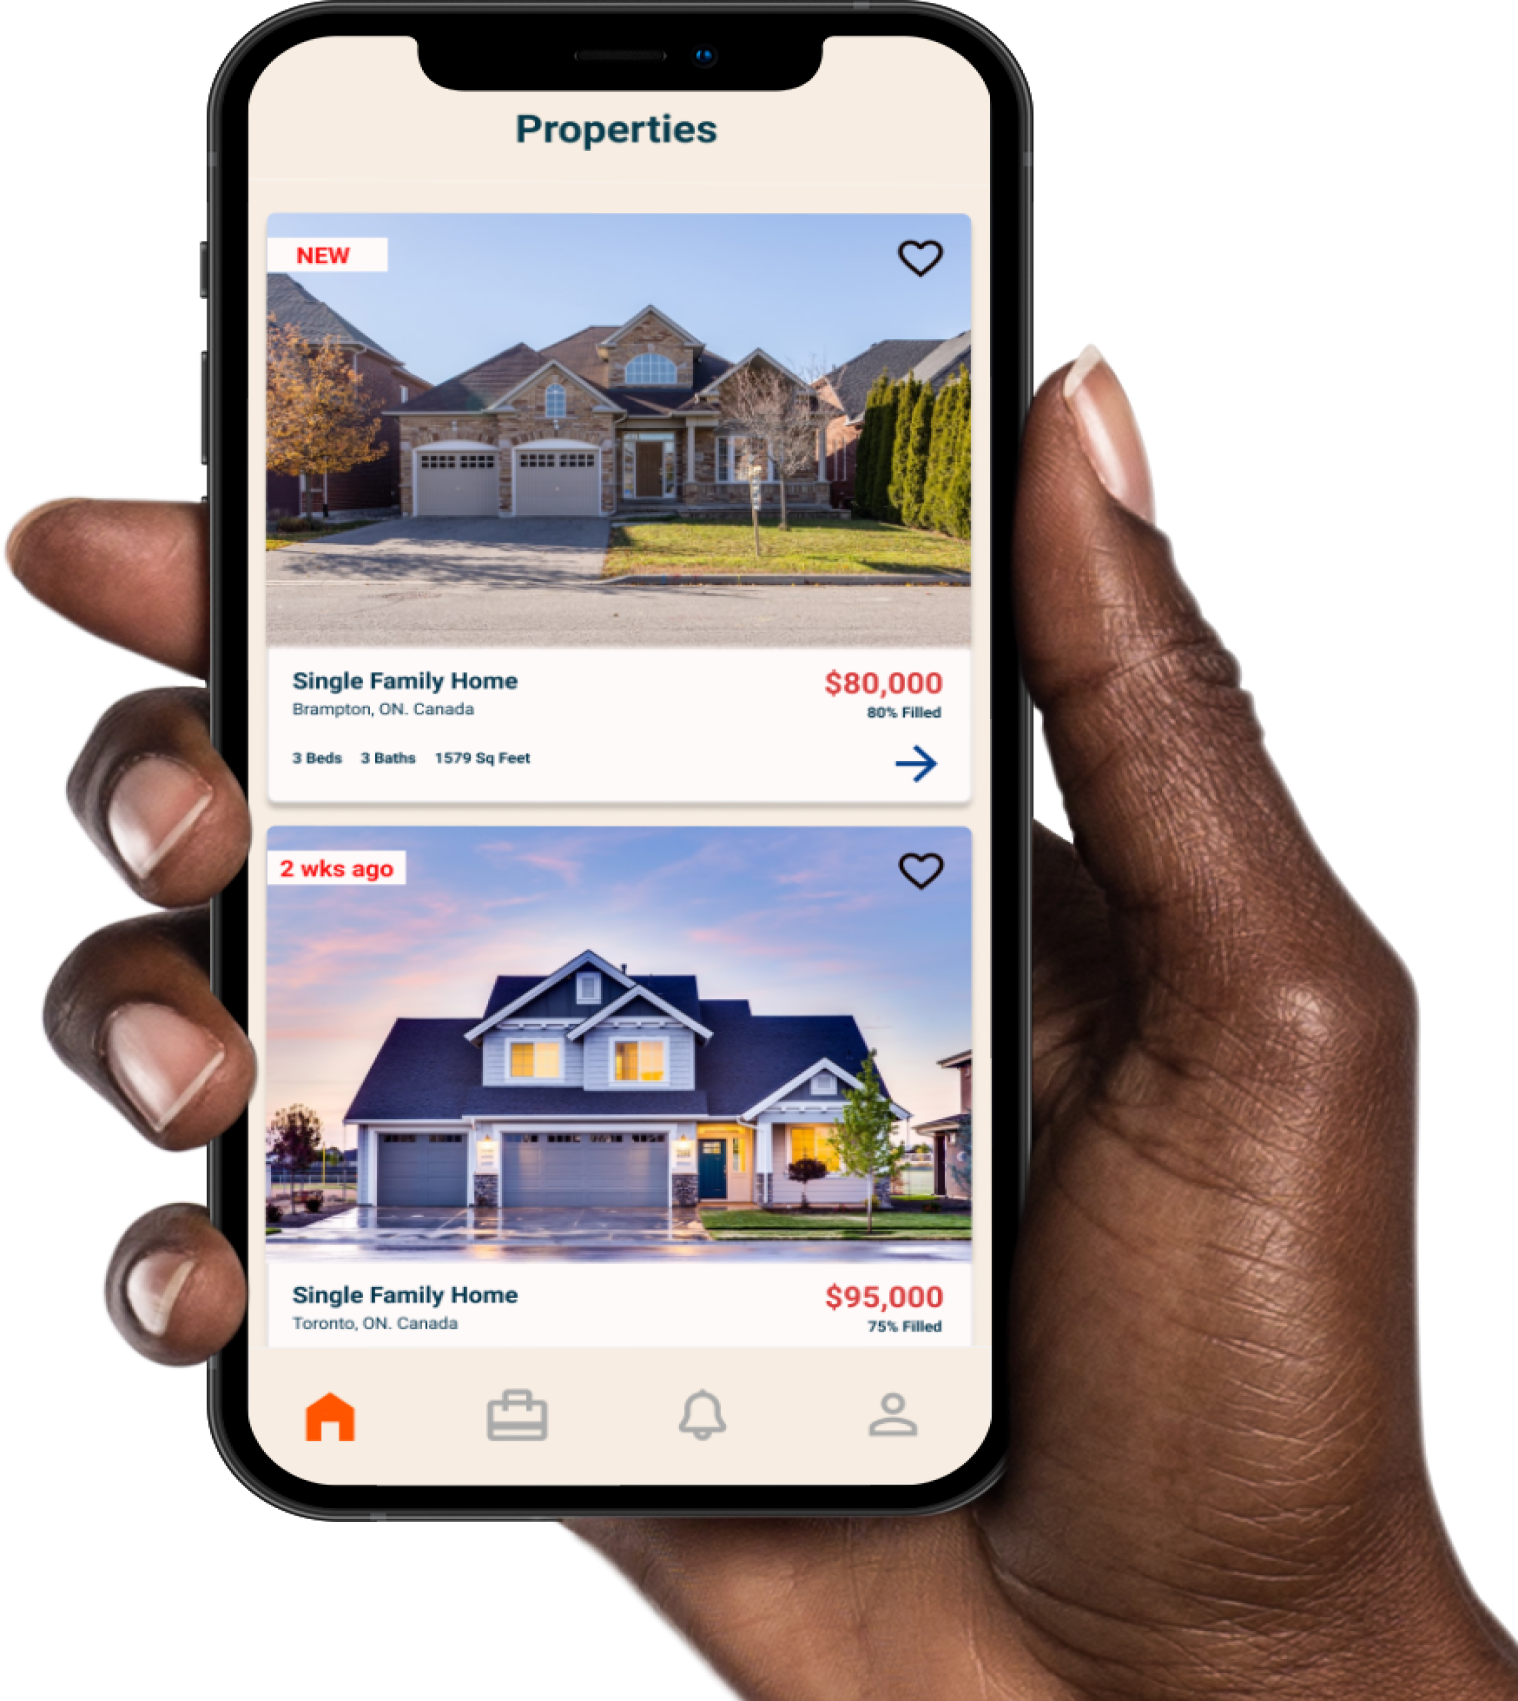 Properties
NEW
Single Family Home
$80,000
Brampton, ON. Canada
80% Filled
3 Beds 3 Baths 1579 Sq Feet
2 wks ago
Single Family Home
$95,000
Toronto, ON. Canada
75% Filled